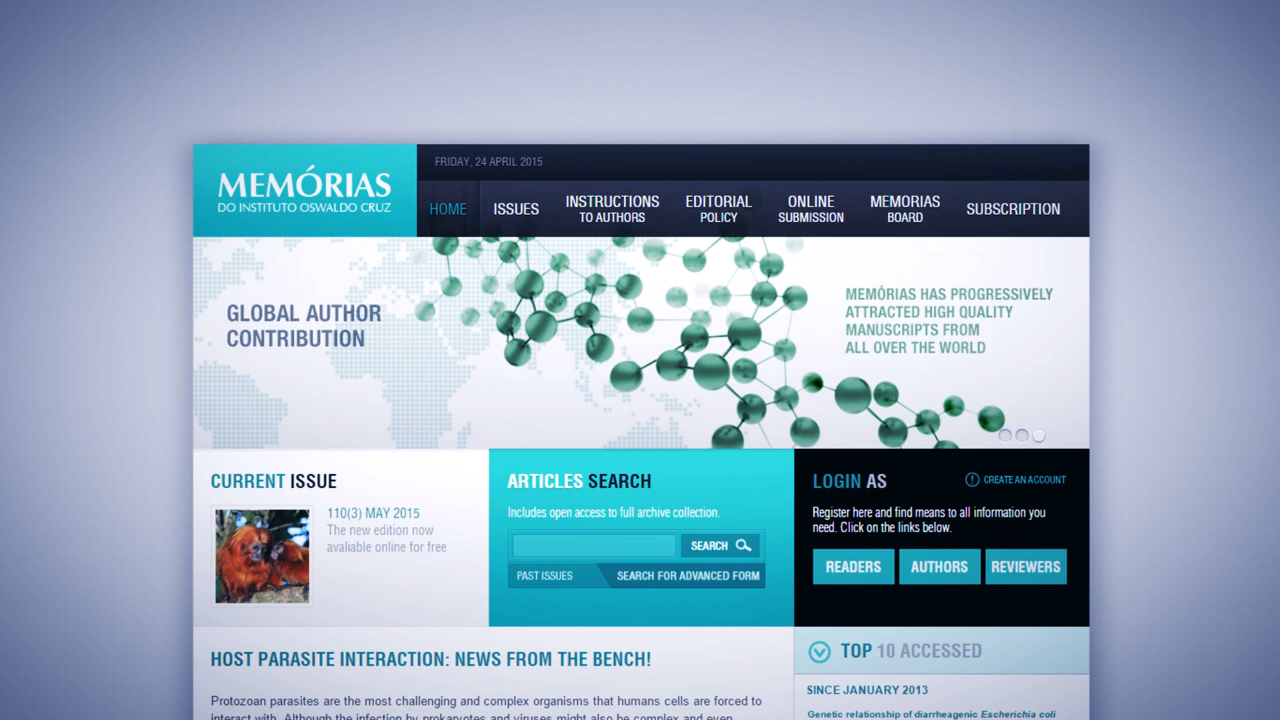 MEMÓRIAS
DO INSTITUTO OSWALDO CRUZ
FRIDAY, 24 APRIL 2015
HOME
ISSUES
INSTRUCTIONS
TO AUTHORS
EDITORIAL
POLICY
ONLINE
SUBMISSION
MEMORIAS
BOARD
SUBSCRIPTION
GLOBAL AUTHOR
CONTRIBUTION
MEMÓRIAS HAS PROGRESSIVELY
ATTRACTED HIGH QUALITY
MANUSCRIPTS FROM
ALL OVER THE WORLD
CURRENT ISSUE
110(3) MAY 2015
The new edition now
avaliable online for free
ARTICLES SEARCH
Includes open access to full archive collection.
SEARCH
PAST ISSUES
SEARCH FOR ADVANCED FORM
LOGIN AS
CREATE AN ACCOUNT
Register here and find means to all information you
need. Click on the links below.
READERS
AUTHORS
REVIEWERS
HOST PARASITE INTERACTION: NEWS FROM THE BENCH!
Protozoan parasites are the most challenging and complex organisms that humans cells are forced to
interact with. Although the infection by prokaryotes and viruses might also be complex and even
TOP 10 ACCESSED
SINCE JANUARY 2013
Genetic relationship of diarrheagenic Escherichia coli